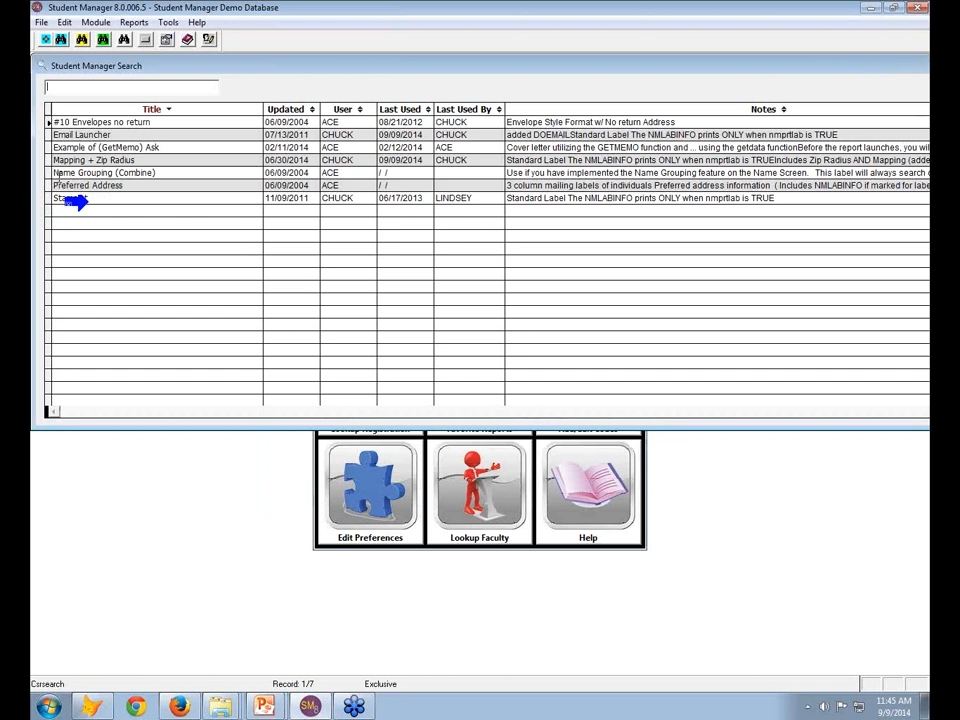 Student Manager 8.0.006.5 - Student Manager Demo Database
File Edit Module Reports Tools Help
Student Manager Search
Title Updated User Last Used Last Used By Notes
#10 Envelopes no return 06/09/2004 ACE 08/21/2012 CHUCK Envelope Style Format w/ No return Address
Email Launcher 07/13/2011 CHUCK 09/09/2014 CHUCK added DOEMAILStandard Label The NMLABINFO prints ONLY when nmprtlab is TRUE
Example of (GetMemo) Ask 02/11/2014 ACE 02/12/2014 ACE Cover letter utilizing the GETMEMO function and ... using the getdata functionBefore the report launches, you will
Mapping + Zip Radius 06/30/2014 CHUCK 09/09/2014 CHUCK Standard Label The NMLABINFO prints ONLY when nmprtlab is TRUEIncludes Zip Radius AND Mapping (adde
Name Grouping (Combine) 06/09/2004 ACE / / Use if you have implemented the Name Grouping feature on the Name Screen. This label will always search
Preferred Address 06/09/2004 ACE / / 3 column mailing labels of individuals Preferred address information ( Includes NMLABINFO if marked for label
11/09/2011 CHUCK 06/17/2013 LINDSEY Standard Label The NMLABINFO prints ONLY when nmprtlab is TRUE
Edit Preferences Lookup Faculty Help
Csrsearch Record: 1/7 Exclusive
SM8
11:45 AM
9/9/2014